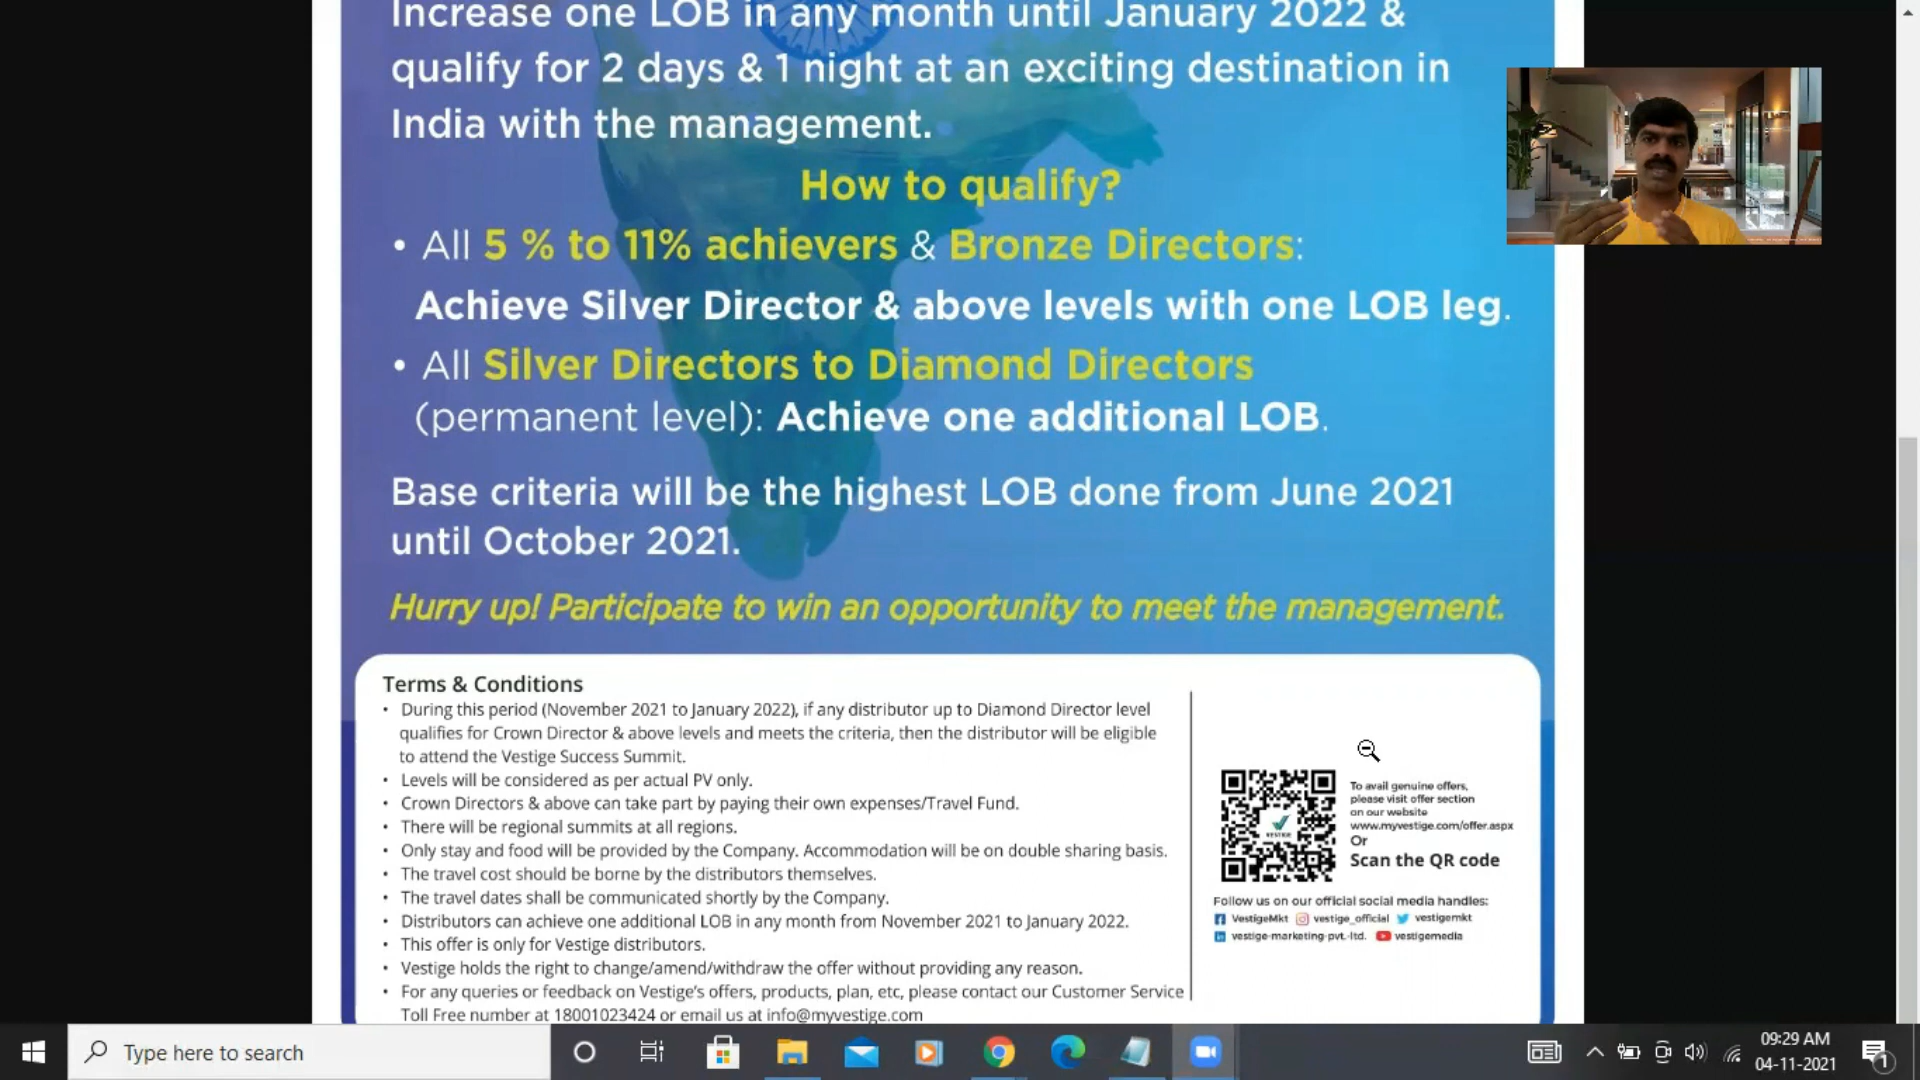 Increase one LOB in any month until January 2022 &
qualify for 2 days & 1 night at an exciting destination in
India with the management.
How to qualify?
• All 5 % to 11% achievers & Bronze Directors:
Achieve Silver Director & above levels with one LOB leg.
• All Silver Directors to Diamond Directors
(permanent level): Achieve one additional LOB.
Base criteria will be the highest LOB done from June 2021
until October 2021.
Hurry up! Participate to win an opportunity to meet the management.
Terms & Conditions
• During this period (November 2021 to January 2022), if any distributor up to Diamond Director level
qualifies for Crown Director & above levels and meets the criteria, then the distributor will be eligible
to attend the Vestige Success Summit.
• Levels will be considered as per actual PV only.
• Crown Directors & above can take part by paying their own expenses/Travel Fund.
• There will be regional summits at all regions.
• Only stay and food will be provided by the Company. Accommodation will be on double sharing basis.
• The travel cost should be borne by the distributors themselves.
• The travel dates shall be communicated shortly by the Company.
• Distributors can achieve one additional LOB in any month from November 2021 to January 2022.
• This offer is only for Vestige distributors.
• Vestige holds the right to change/amend/withdraw the offer without providing any reason.
• For any queries or feedback on Vestige's offers, products, plan, etc, please contact our Customer Service
Toll Free number at 18001023424 or email us at info@myvestige.com
VESTIGE
To avail genuine offers,
please visit offer section
on our website
www.myvestige.com/offer.aspx
Or
Scan the QR code
Follow us on our official social media handles:
VestigeMkt vestige_official vestigemkt
vestige-marketing-pvt.-ltd. vestigemedia
Type here to search
09:29 AM
04-11-2021
1